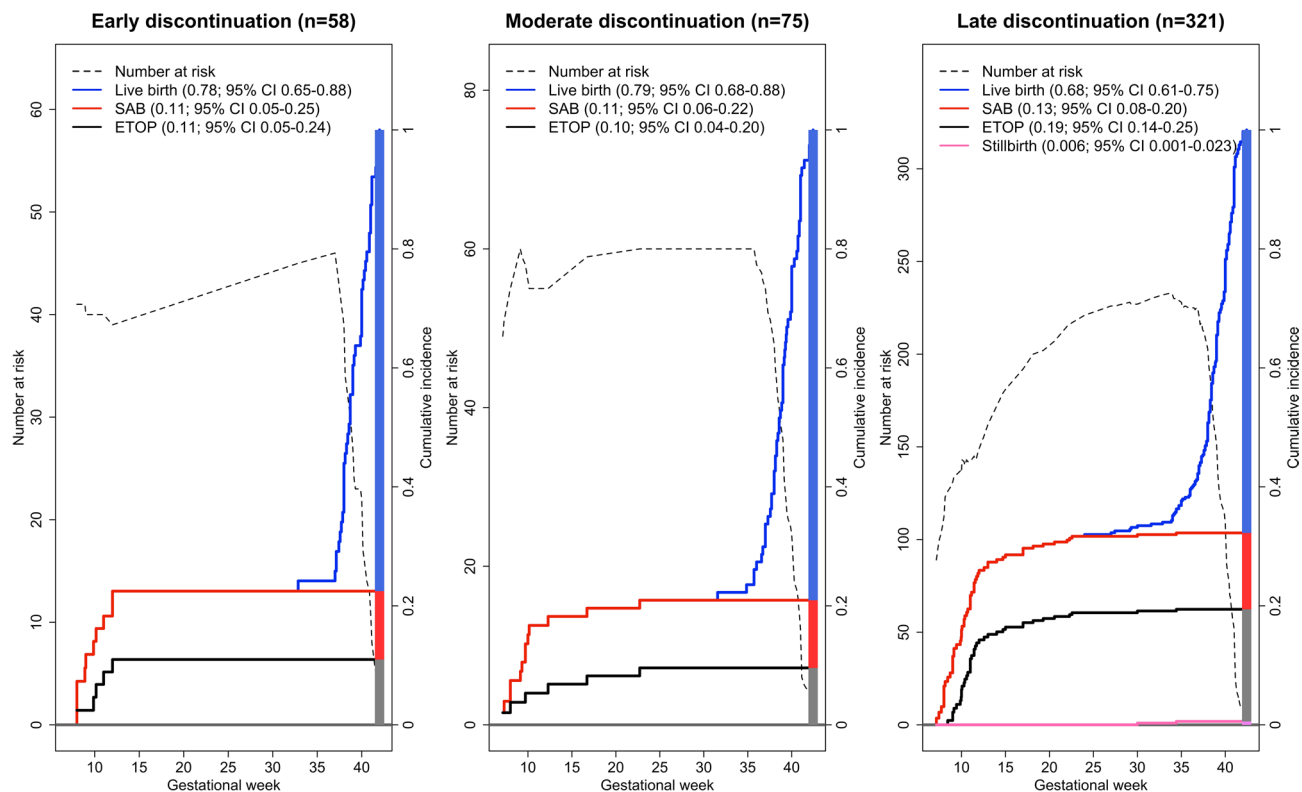 Early discontinuation (n=58)
Number at risk
Live birth (0.78; 95% CI 0.65-0.88)
SAB (0.11; 95% CI 0.05-0.25)
ETOP (0.11; 95% CI 0.05-0.24)
Number at risk
0
10
20
30
40
50
60
Cumulative incidence
0
0.2
0.4
0.6
0.8
1
10
15
20
25
30
35
40
Gestational week
Moderate discontinuation (n=75)
Number at risk
Live birth (0.79; 95% CI 0.68-0.88)
SAB (0.11; 95% CI 0.06-0.22)
ETOP (0.10; 95% CI 0.04-0.20)
Number at risk
0
20
40
60
80
Cumulative incidence
0
0.2
0.4
0.6
0.8
1
10
15
20
25
30
35
40
Gestational week
Late discontinuation (n=321)
Number at risk
Live birth (0.68; 95% CI 0.61-0.75)
SAB (0.13; 95% CI 0.08-0.20)
ETOP (0.19; 95% CI 0.14-0.25)
Stillbirth (0.006; 95% CI 0.001-0.023)
Number at risk
0
50
100
150
200
250
300
Cumulative incidence
0
0.2
0.4
0.6
0.8
1
10
15
20
25
30
35
40
Gestational week